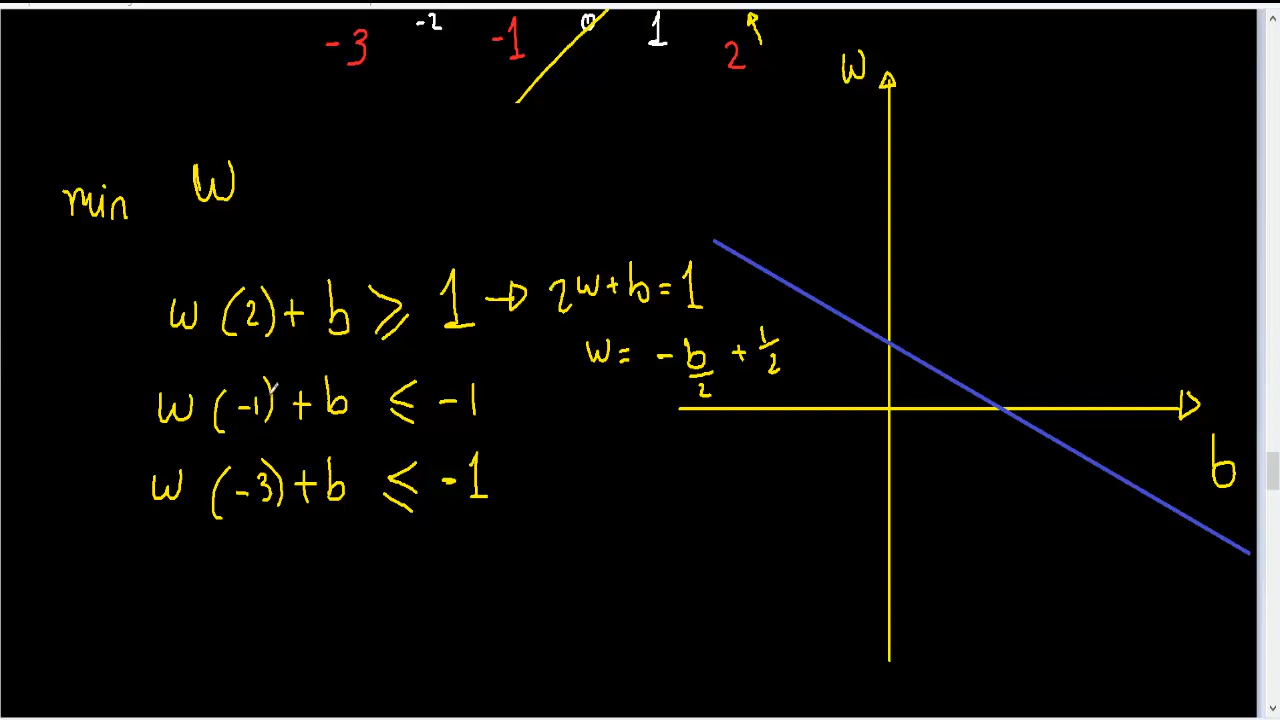 -3 -2 -1 0 1 2
w
min w
w (2) + b ⩾ 1 → 2w+b=1
w = -b/2 + 1/2
w (-1) + b ≤ -1
w (-3) + b ≤ -1
b